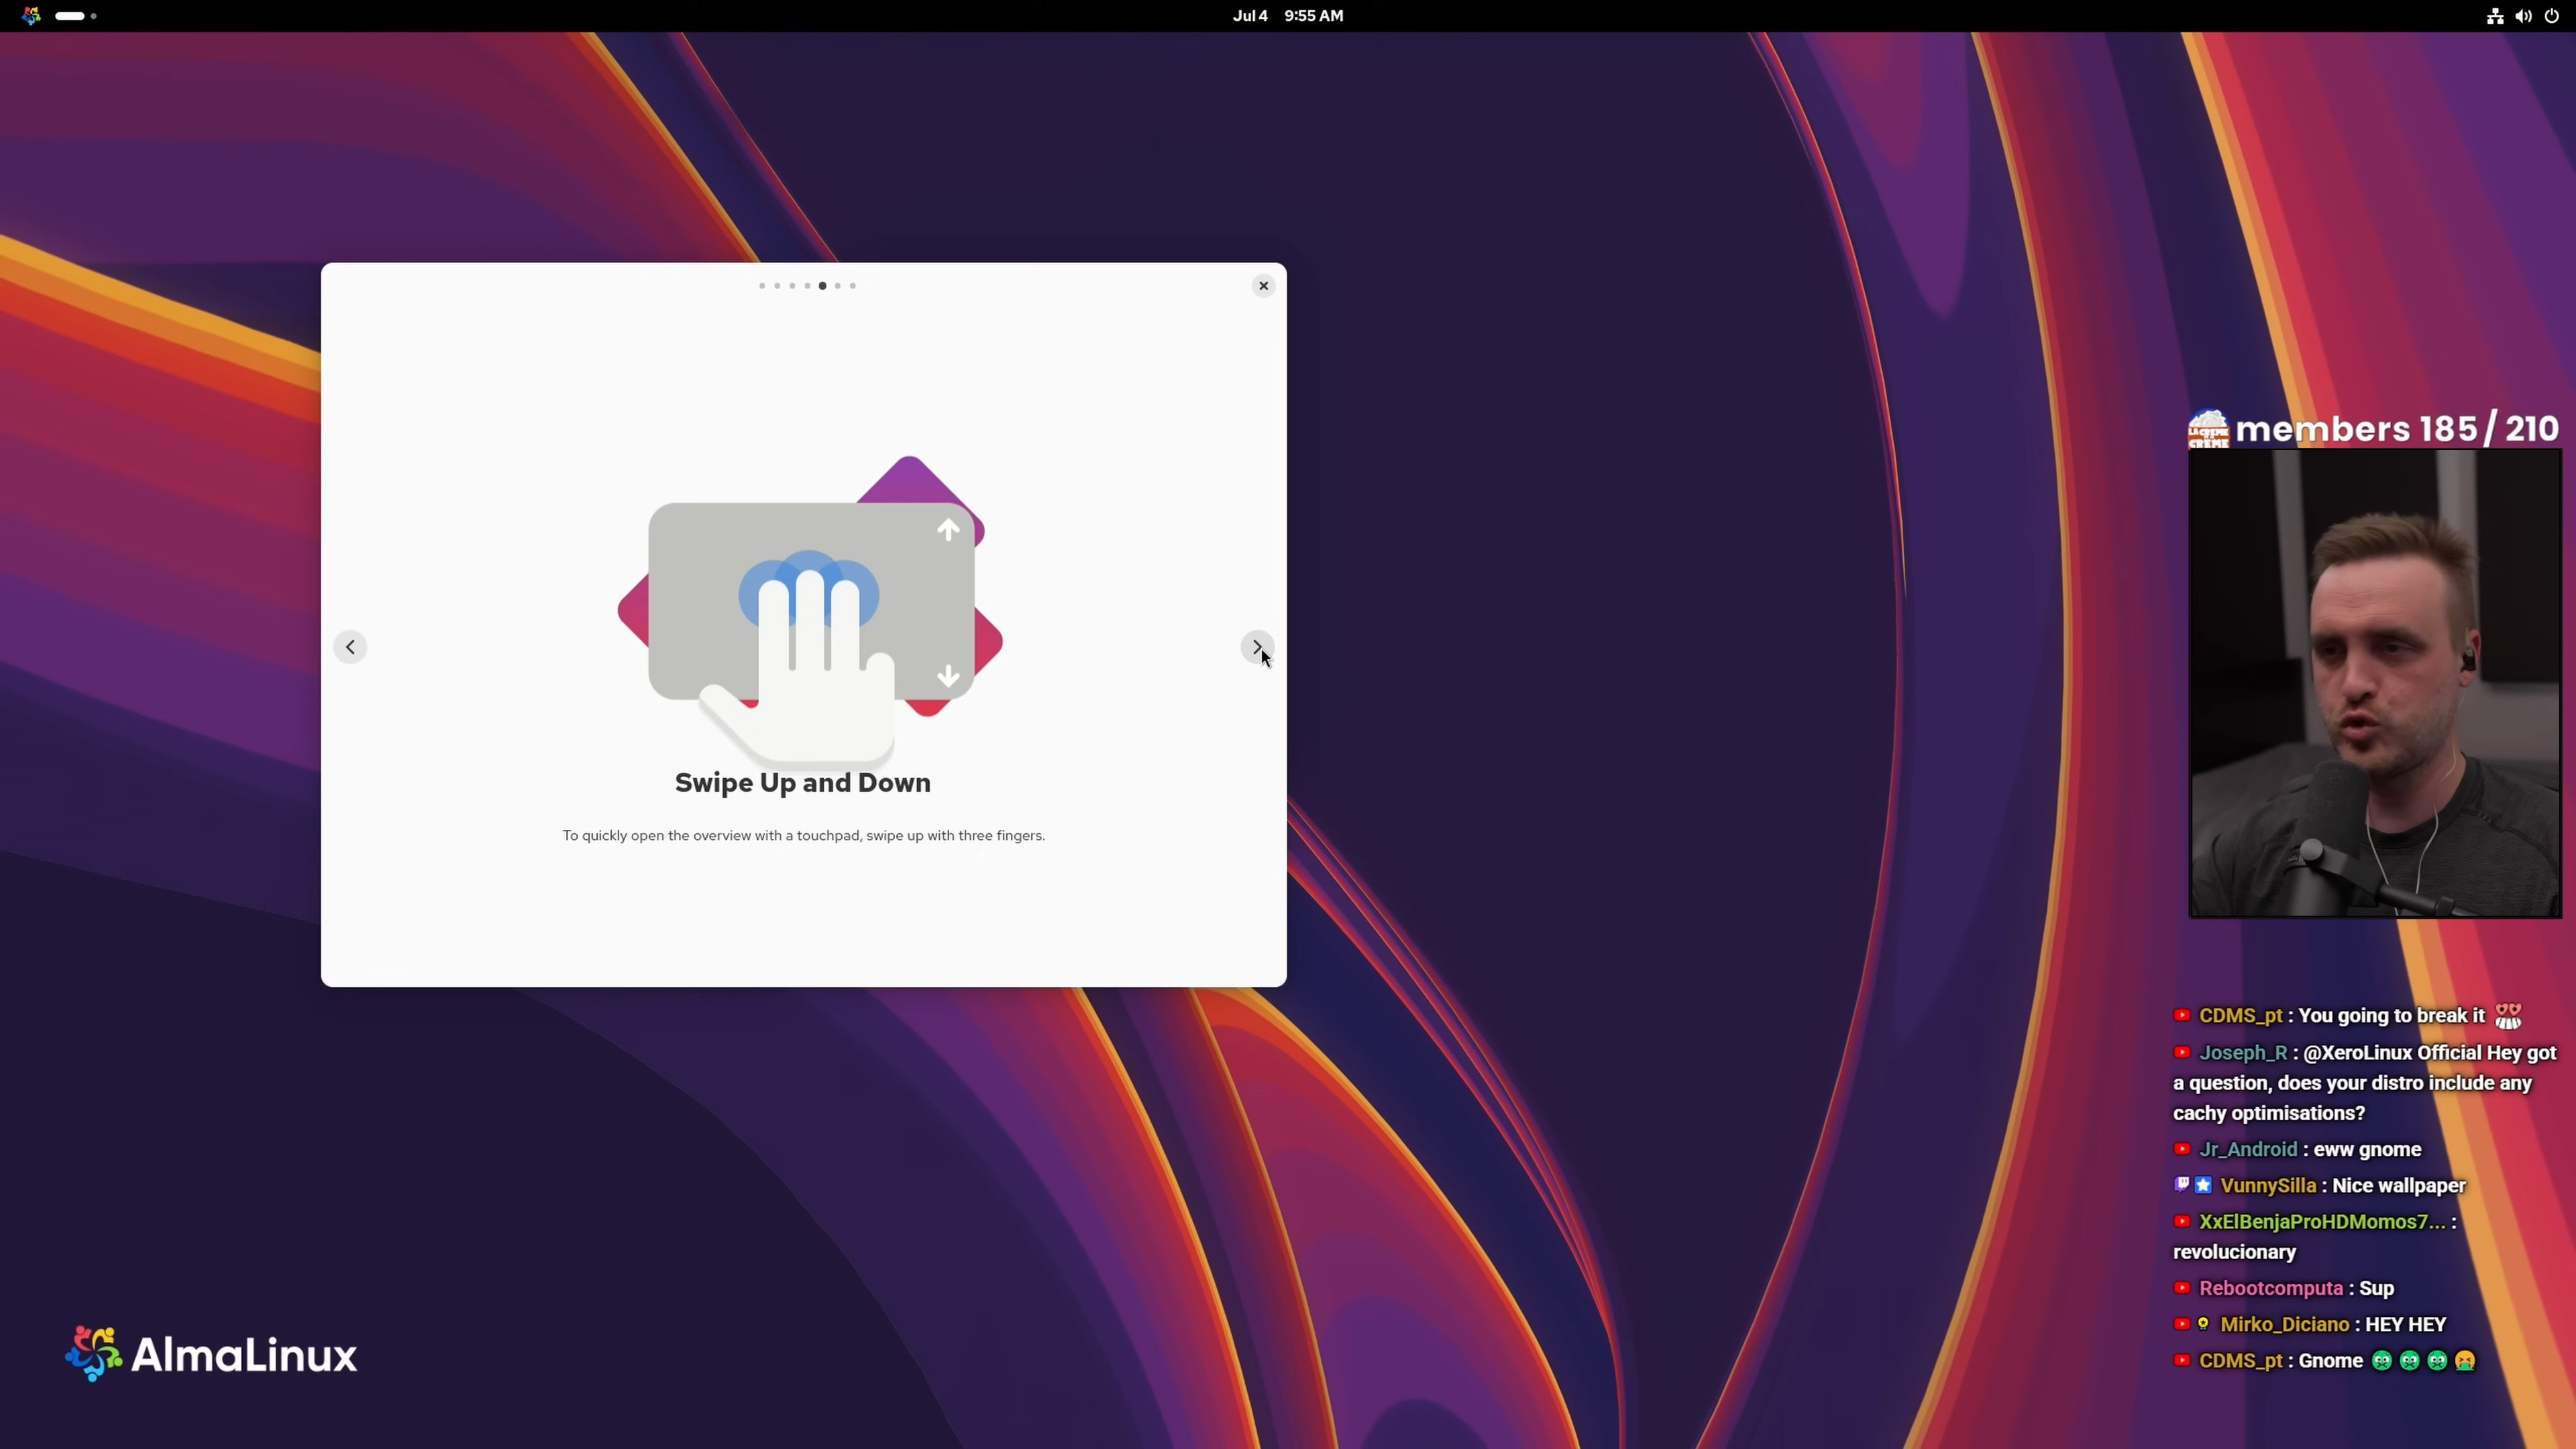 Jul 4 9:55 AM
members 185 / 210
Swipe Up and Down
To quickly open the overview with a touchpad, swipe up with three fingers.
CDMS_pt : You going to break it
Joseph_R : @XeroLinux Official Hey got
a question, does your distro include any
cachy optimisations?
Jr_Android : eww gnome
VunnySilla : Nice wallpaper
XxElBenjaProHDMomos7... :
revolucionary
Rebootcomputa : Sup
Mirko_Diciano : HEY HEY
CDMS_pt : Gnome
AlmaLinux